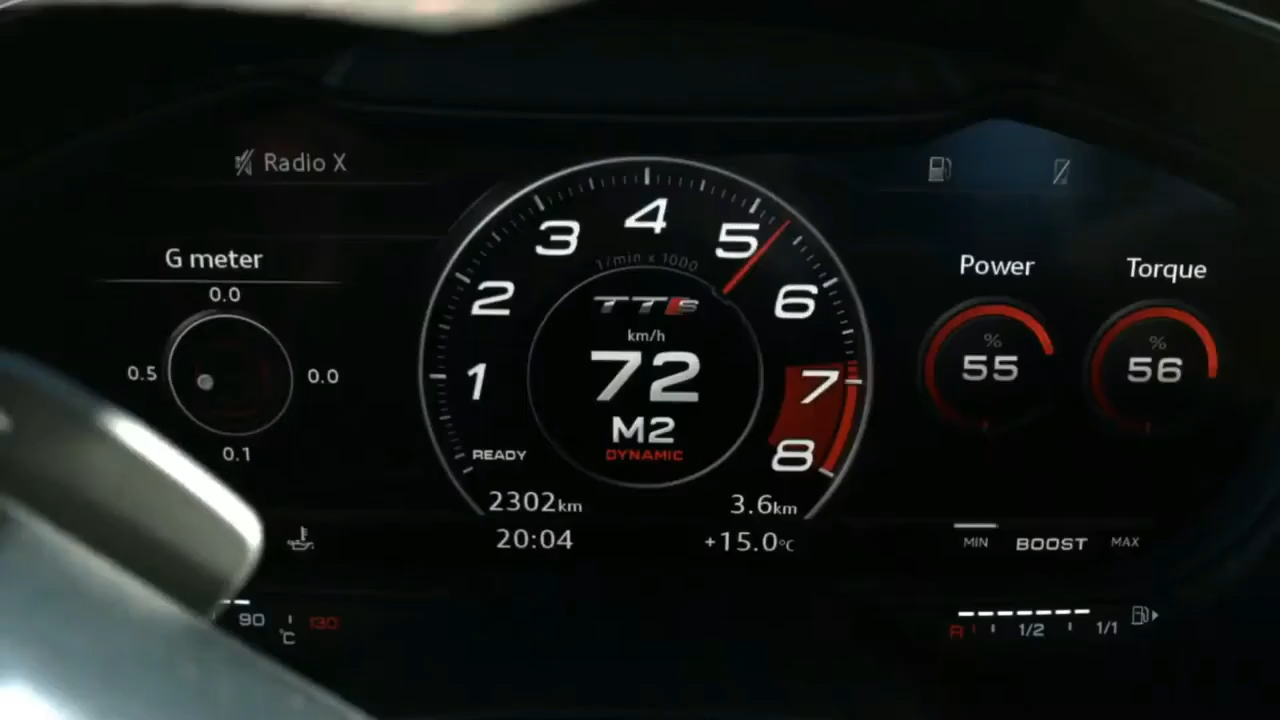 Radio X
G meter
0.0
0.5
0.0
0.1
1
2
3
4
5
6
7
8
1/min x 1000
TTS
km/h
72
M2
DYNAMIC
READY
2302km
3.6km
20:04
+15.0°C
Power
%
55
Torque
%
56
MIN
BOOST
MAX
90
130
°C
R
1/2
1/1